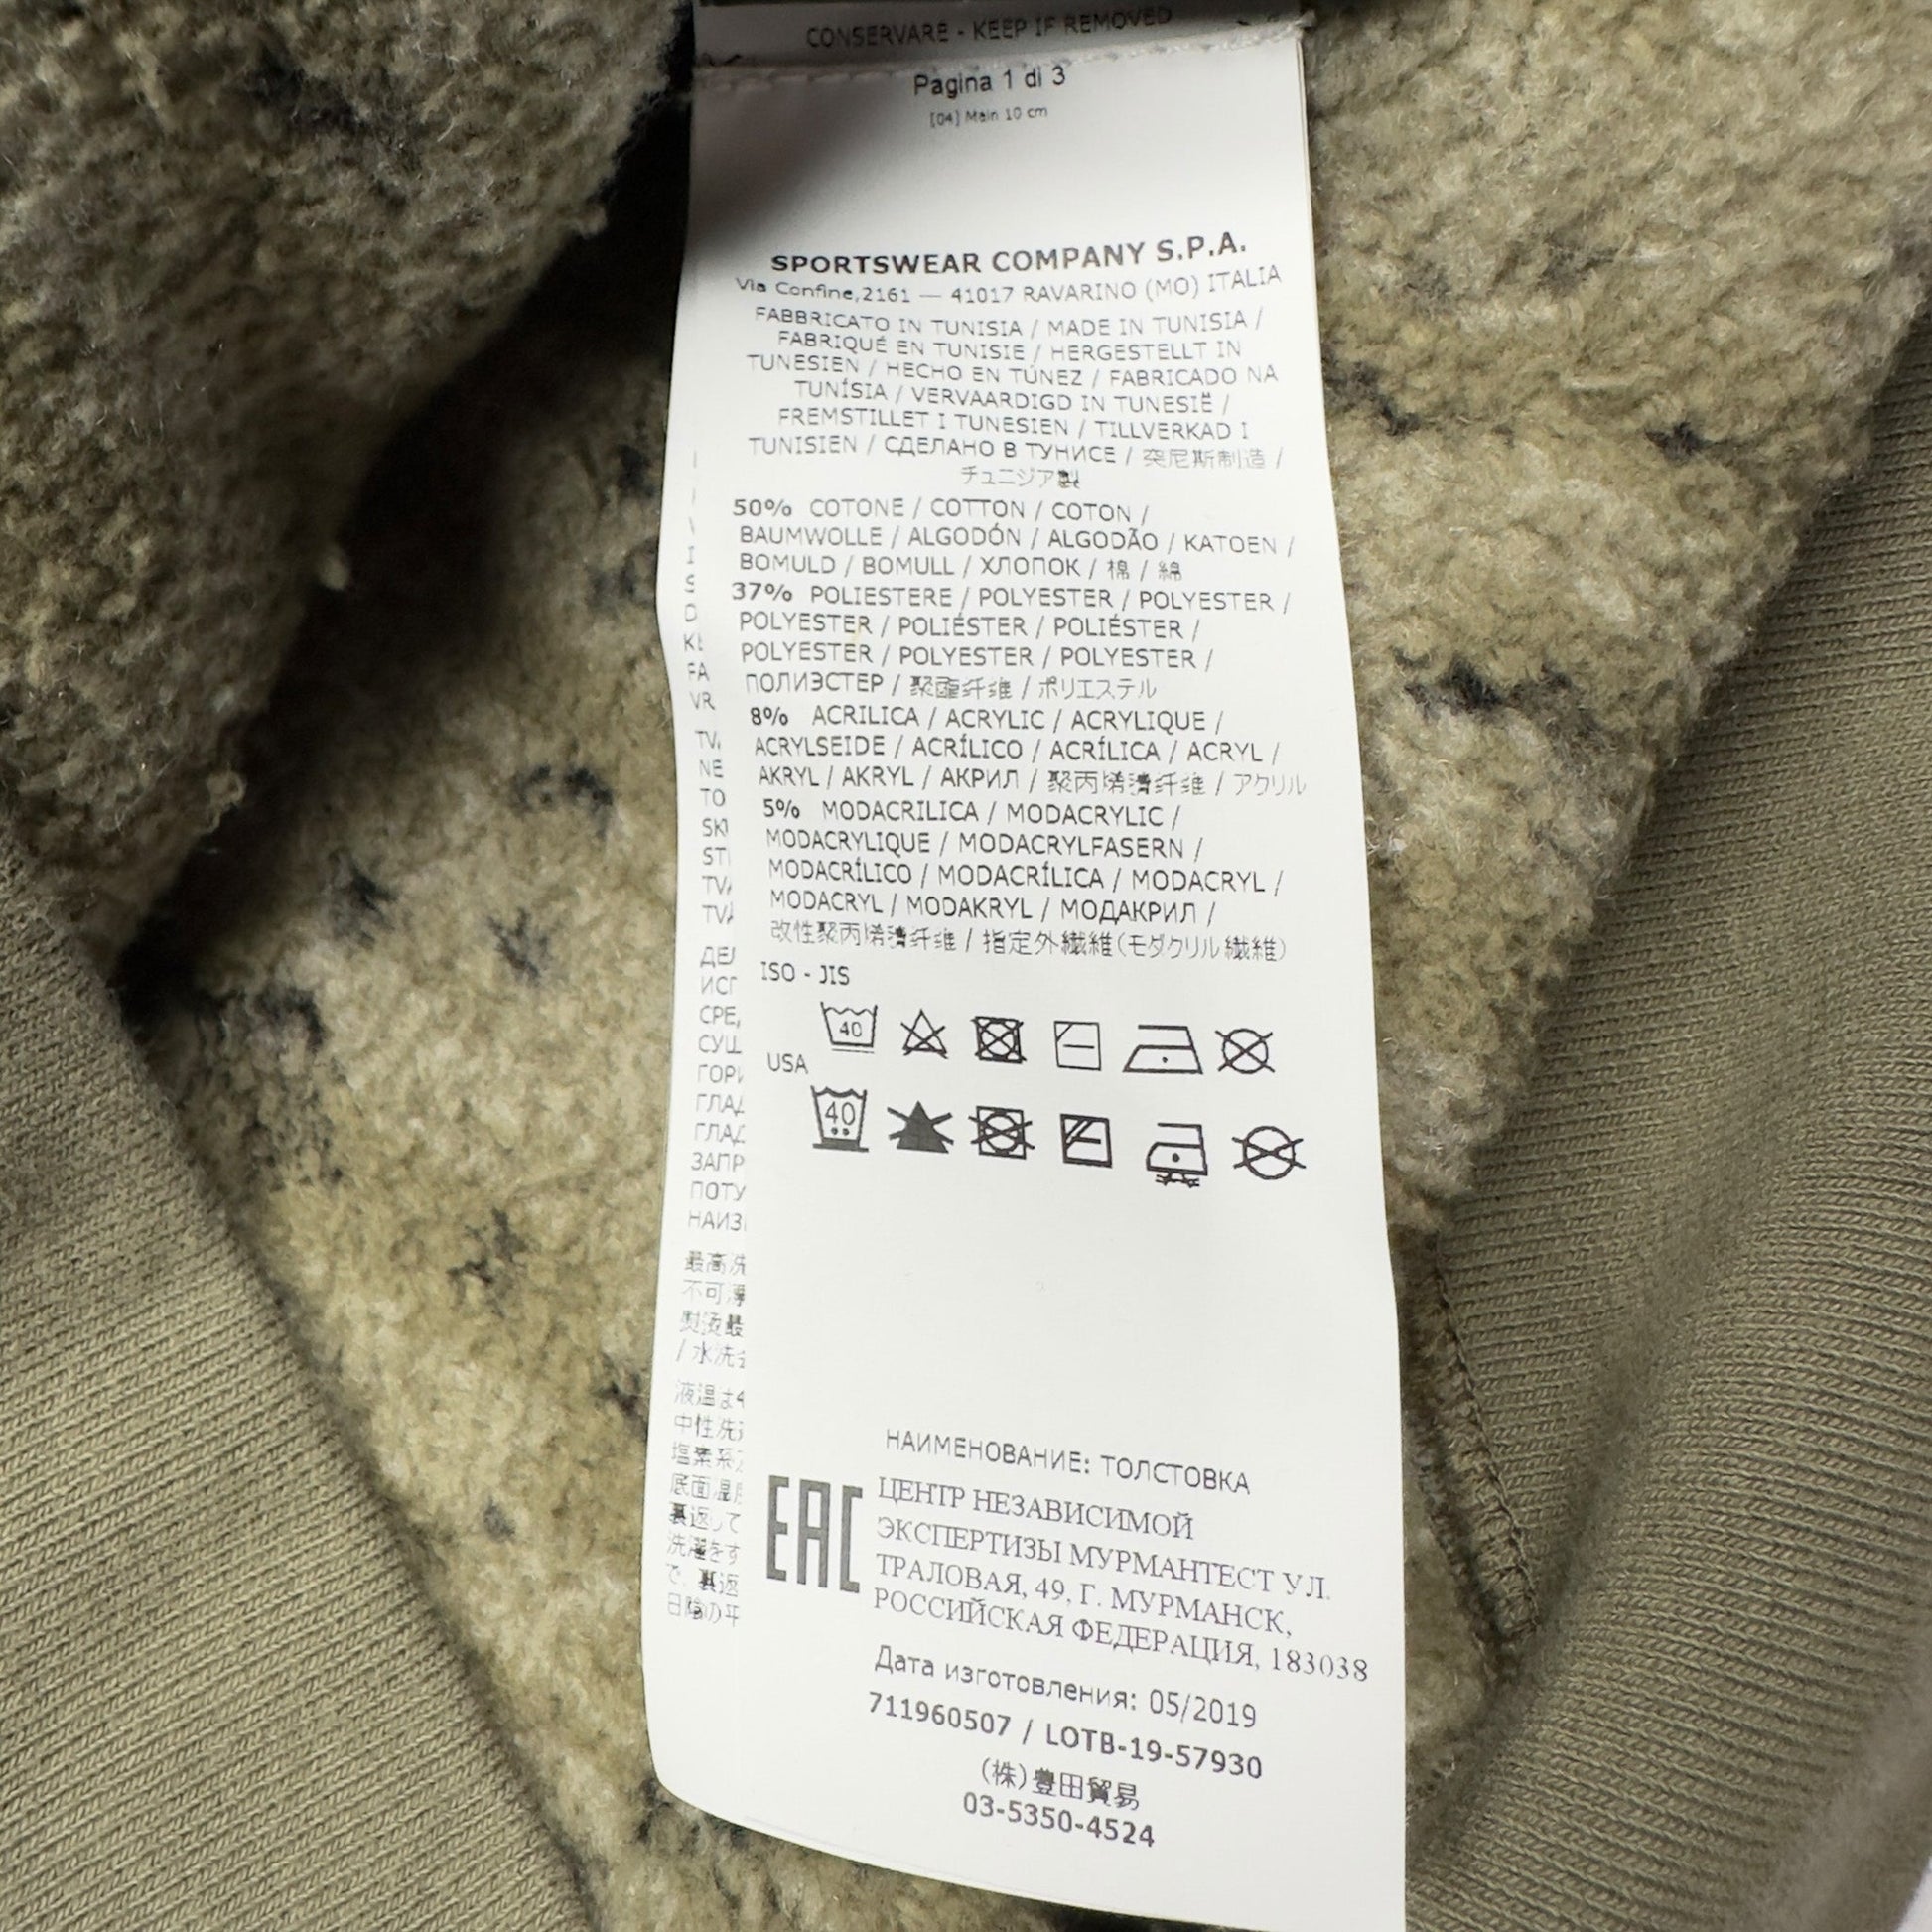 CONSERVARE - KEEP IF REMOVED
Pagina 1 di 3
[04] Main 10 cm
SPORTSWEAR COMPANY S.P.A.
Via Confine,2161 — 41017 RAVARINO (MO) ITALIA
FABBRICATO IN TUNISIA / MADE IN TUNISIA /
FABRIQUÉ EN TUNISIE / HERGESTELLT IN
TUNESIEN / HECHO EN TÚNEZ / FABRICADO NA
TUNÍSIA / VERVAARDIGD IN TUNESIË /
FREMSTILLET I TUNESIEN / TILLVERKAD I
TUNISIEN / СДЕЛАНО В ТУНИСЕ / 突尼斯制造 /
チュニジア製
50% COTONE / COTTON / COTON /
BAUMWOLLE / ALGODÓN / ALGODÃO / KATOEN /
BOMULD / BOMULL / ХЛОПОК / 棉 / 綿
37% POLIESTERE / POLYESTER / POLYESTER /
POLYESTER / POLIÉSTER / POLIÉSTER /
POLYESTER / POLYESTER / POLYESTER /
ПОЛИЭСТЕР / 聚酯纤维 / ポリエステル
8% ACRILICA / ACRYLIC / ACRYLIQUE /
ACRYLSEIDE / ACRÍLICO / ACRÍLICA / ACRYL /
AKRYL / AKRYL / АКРИЛ / 聚丙烯腈纤维 / アクリル
5% MODACRILICA / MODACRYLIC /
MODACRYLIQUE / MODACRYLFASERN /
MODACRÍLICO / MODACRÍLICA / MODACRYL /
MODACRYL / MODAKRYL / МОДАКРИЛ /
改性聚丙烯腈纤维 / 指定外繊維(モダクリル繊維)
ISO - JIS
40
USA
40
НАИМЕНОВАНИЕ: ТОЛСТОВКА
EAC
ЦЕНТР НЕЗАВИСИМОЙ
ЭКСПЕРТИЗЫ МУРМАНТЕСТ УЛ.
ТРАЛОВАЯ, 49, Г. МУРМАНСК,
РОССИЙСКАЯ ФЕДЕРАЦИЯ, 183038
Дата изготовления: 05/2019
711960507 / LOTB-19-57930
(株)豊田貿易
03-5350-4524